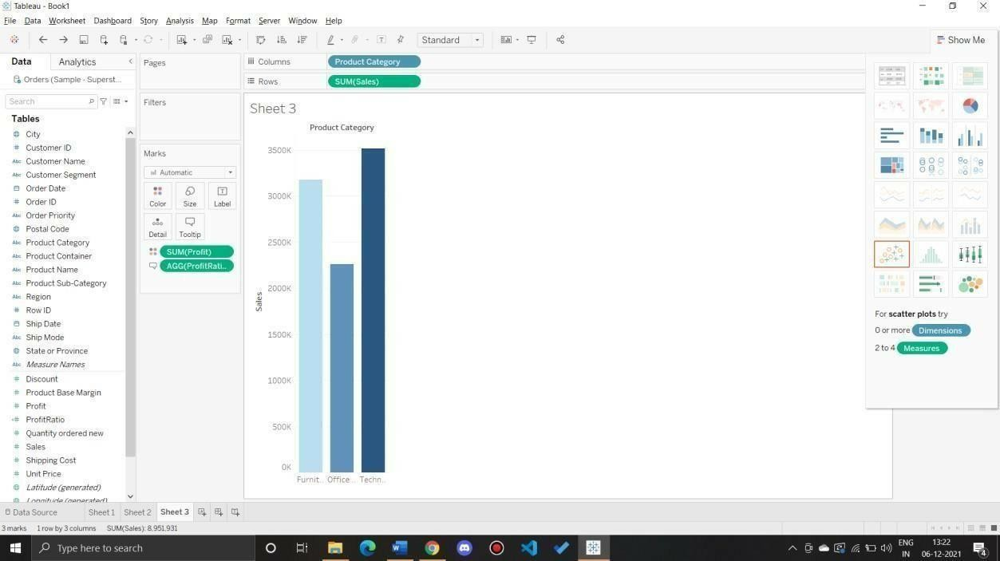 Tableau - Book1
File Data Worksheet Dashboard Story Analysis Map Format Server Window Help
Standard
Show Me
Data Analytics
Orders (Sample - Superst...
Search
Tables
City
Customer ID
Customer Name
Customer Segment
Order Date
Order ID
Order Priority
Postal Code
Product Category
Product Container
Product Name
Product Sub-Category
Region
Row ID
Ship Date
Ship Mode
State or Province
Measure Names
Discount
Product Base Margin
Profit
ProfitRatio
Quantity ordered new
Sales
Shipping Cost
Unit Price
Latitude (generated)
Longitude (generated)
Pages
Filters
Marks
Automatic
Color Size Label
Detail Tooltip
SUM(Profit)
AGG(ProfitRati..
Columns Product Category
Rows SUM(Sales)
Sheet 3
Product Category
3500K
3000K
2500K
2000K
1500K
1000K
500K
0K
Sales
Furnit.. Office .. Techn..
For scatter plots try
0 or more Dimensions
2 to 4 Measures
Data Source Sheet 1 Sheet 2 Sheet 3
3 marks 1 row by 3 columns SUM(Sales): 8,951,931
Type here to search
ENG
IN
13:22
06-12-2021
4